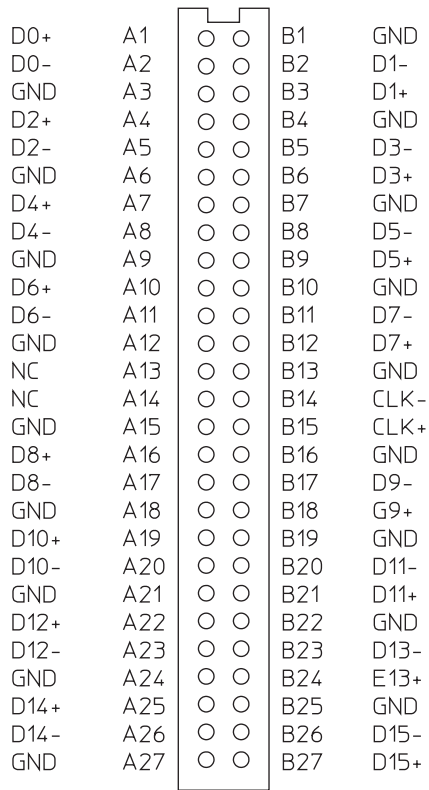 D0+ A1 B1 GND
D0- A2 B2 D1-
GND A3 B3 D1+
D2+ A4 B4 GND
D2- A5 B5 D3-
GND A6 B6 D3+
D4+ A7 B7 GND
D4- A8 B8 D5-
GND A9 B9 D5+
D6+ A10 B10 GND
D6- A11 B11 D7-
GND A12 B12 D7+
NC A13 B13 GND
NC A14 B14 CLK-
GND A15 B15 CLK+
D8+ A16 B16 GND
D8- A17 B17 D9-
GND A18 B18 G9+
D10+ A19 B19 GND
D10- A20 B20 D11-
GND A21 B21 D11+
D12+ A22 B22 GND
D12- A23 B23 D13-
GND A24 B24 E13+
D14+ A25 B25 GND
D14- A26 B26 D15-
GND A27 B27 D15+